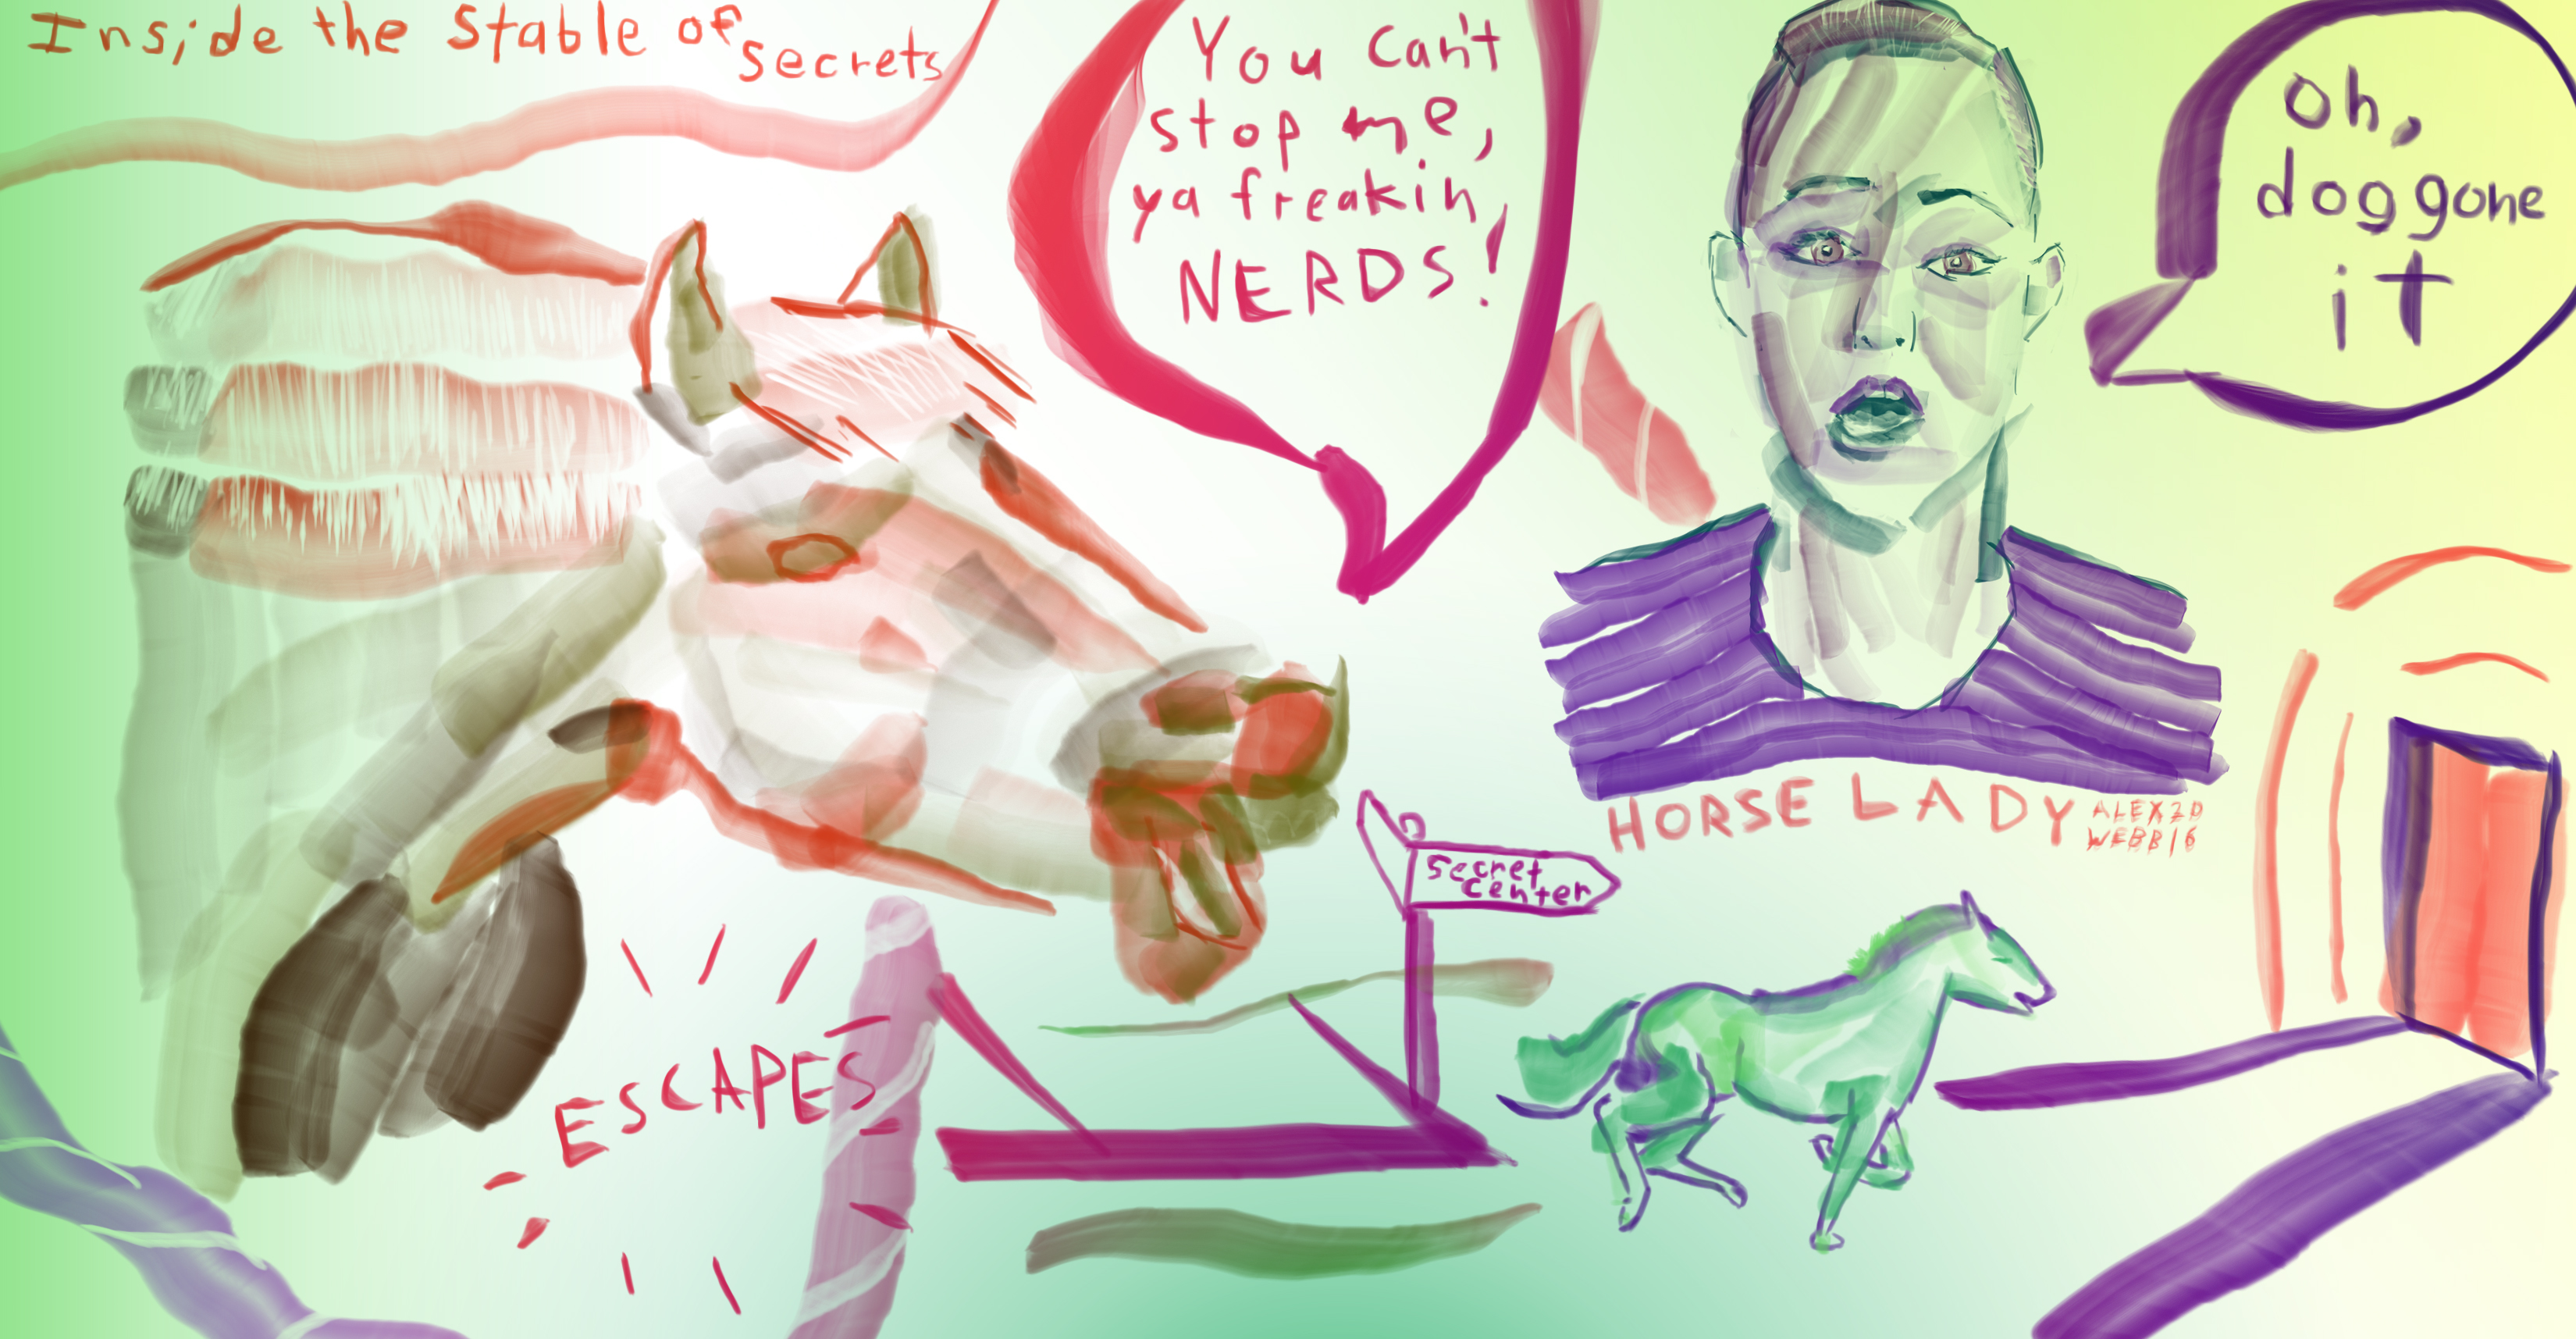 Inside the Stable of
secrets
You can't
stop me,
ya freakin,
NERDS!
Oh,
doggone
it
HORSE LADY
ALEX2D
WEBB16
secret
center
ESCAPES